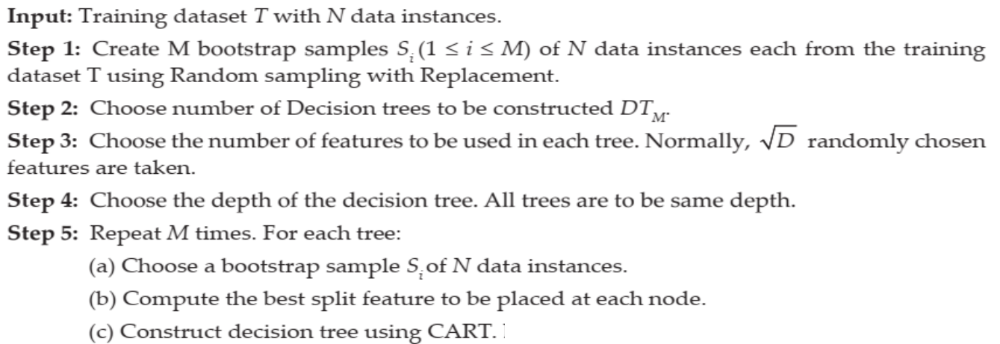 Input: Training dataset T with N data instances.
Step 1: Create M bootstrap samples Sᵢ (1 ≤ i ≤ M) of N data instances each from the training
dataset T using Random sampling with Replacement.
Step 2: Choose number of Decision trees to be constructed DT_M.
Step 3: Choose the number of features to be used in each tree. Normally, √D randomly chosen
features are taken.
Step 4: Choose the depth of the decision tree. All trees are to be same depth.
Step 5: Repeat M times. For each tree:
(a) Choose a bootstrap sample Sᵢ of N data instances.
(b) Compute the best split feature to be placed at each node.
(c) Construct decision tree using CART.